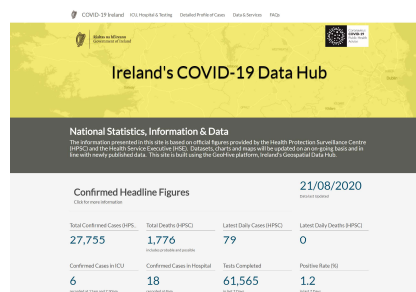 COVID-19 Ireland ICU, Hospital & Testing Detailed Profile of Cases Data & Services FAQs
Rialtas na hÉireann
Government of Ireland
COVID-19
Ireland's COVID-19 Data Hub
National Statistics, Information & Data
The information presented in this site is based on official figures provided by the Health Protection Surveillance Centre
(HPSC) and the Health Service Executive (HSE). Datasets, charts and maps will be updated on an on-going basis and in
line with newly published data. This site is built using the GeoHive platform, Ireland's Geospatial Data Hub.
Confirmed Headline Figures
Click for more information
21/08/2020
Data last Updated
Total Confirmed Cases (HPS.. Total Deaths (HPSC) Latest Daily Cases (HPSC) Latest Daily Deaths (HPSC)
27,755 1,776 79 0
includes probable and possible
Confirmed Cases in ICU Confirmed Cases in Hospital Tests Completed Positive Rate (%)
6 18 61,565 1.2